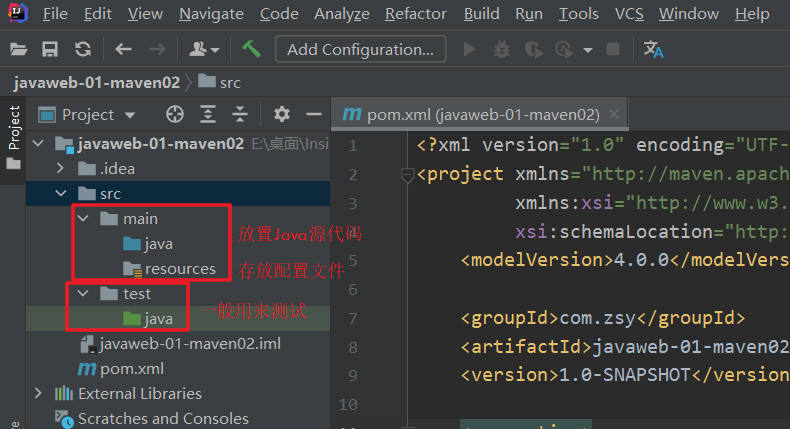 File Edit View Navigate Code Analyze Refactor Build Run Tools VCS Window Help
Add Configuration...
javaweb-01-maven02 src
Project
Project
pom.xml (javaweb-01-maven02)
javaweb-01-maven02 E:\桌面\Insi
.idea
src
main
java
放置Java源代码
resources
存放配置文件
test
java
一般用来测试
javaweb-01-maven02.iml
pom.xml
External Libraries
Scratches and Consoles
1 <?xml version="1.0" encoding="UTF-
2 <project xmlns="http://maven.apach
3 xmlns:xsi="http://www.w3.
4 xsi:schemaLocation="http:
5 <modelVersion>4.0.0</modelVers
6
7 <groupId>com.zsy</groupId>
8 <artifactId>javaweb-01-maven02
9 <version>1.0-SNAPSHOT</version
10